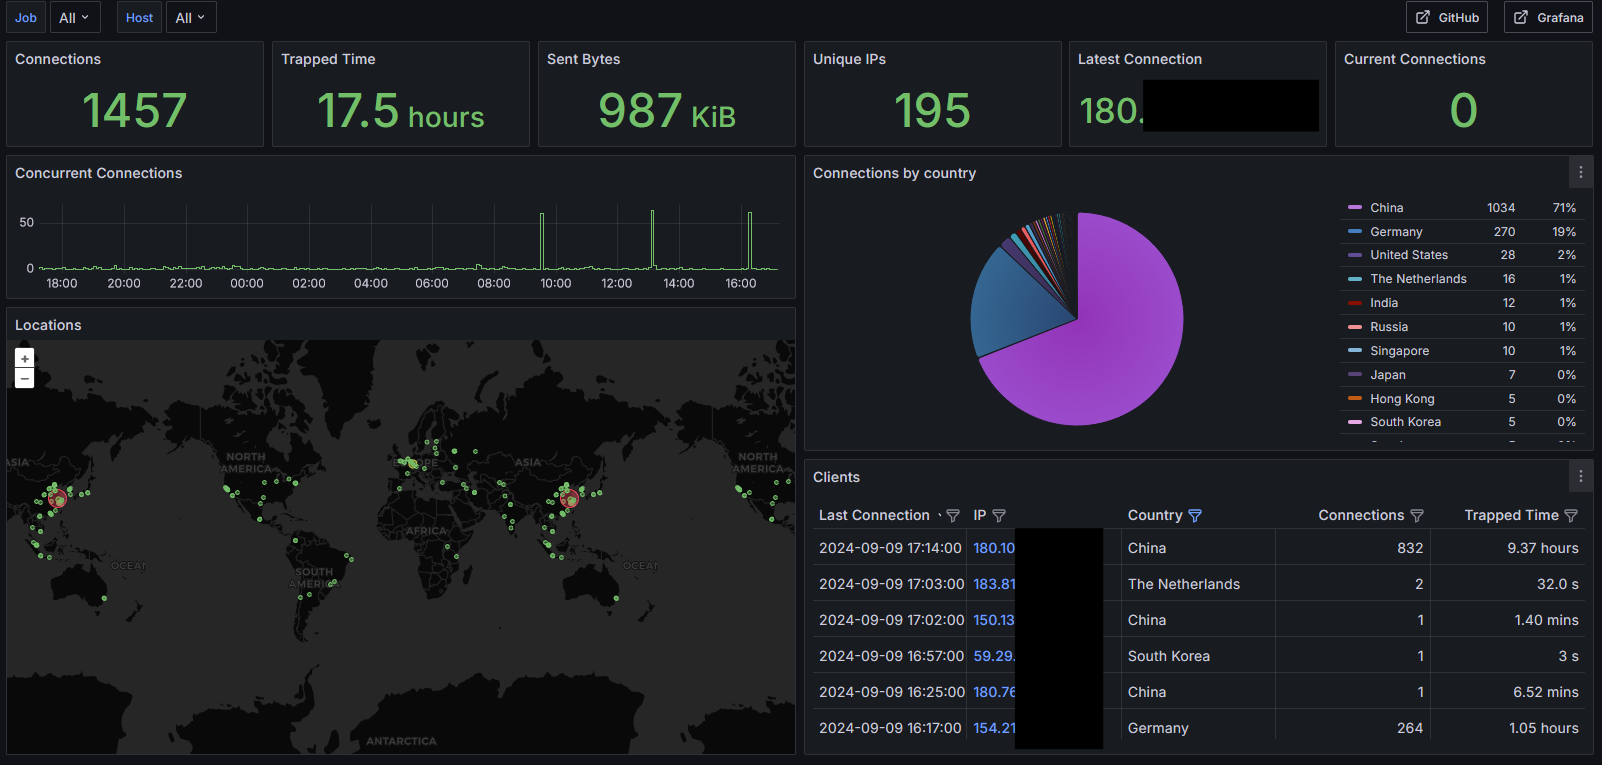 Job All Host All GitHub Grafana
Connections
1457
Trapped Time
17.5 hours
Sent Bytes
987 KiB
Unique IPs
195
Latest Connection
180.
Current Connections
0
Concurrent Connections
50
0
18:00 20:00 22:00 00:00 02:00 04:00 06:00 08:00 10:00 12:00 14:00 16:00
Connections by country
China 1034 71%
Germany 270 19%
United States 28 2%
The Netherlands 16 1%
India 12 1%
Russia 10 1%
Singapore 10 1%
Japan 7 0%
Hong Kong 5 0%
South Korea 5 0%
Locations
+
−
ASIA
NORTH
AMERICA
EUROPE
ASIA
NORTH
AMERICA
AFRICA
OCEAN
SOUTH
AMERICA
OCEAN
ANTARCTICA
Clients
Last Connection IP Country Connections Trapped Time
2024-09-09 17:14:00 180.10 China 832 9.37 hours
2024-09-09 17:03:00 183.81 The Netherlands 2 32.0 s
2024-09-09 17:02:00 150.13 China 1 1.40 mins
2024-09-09 16:57:00 59.29. South Korea 1 3 s
2024-09-09 16:25:00 180.76 China 1 6.52 mins
2024-09-09 16:17:00 154.21 Germany 264 1.05 hours